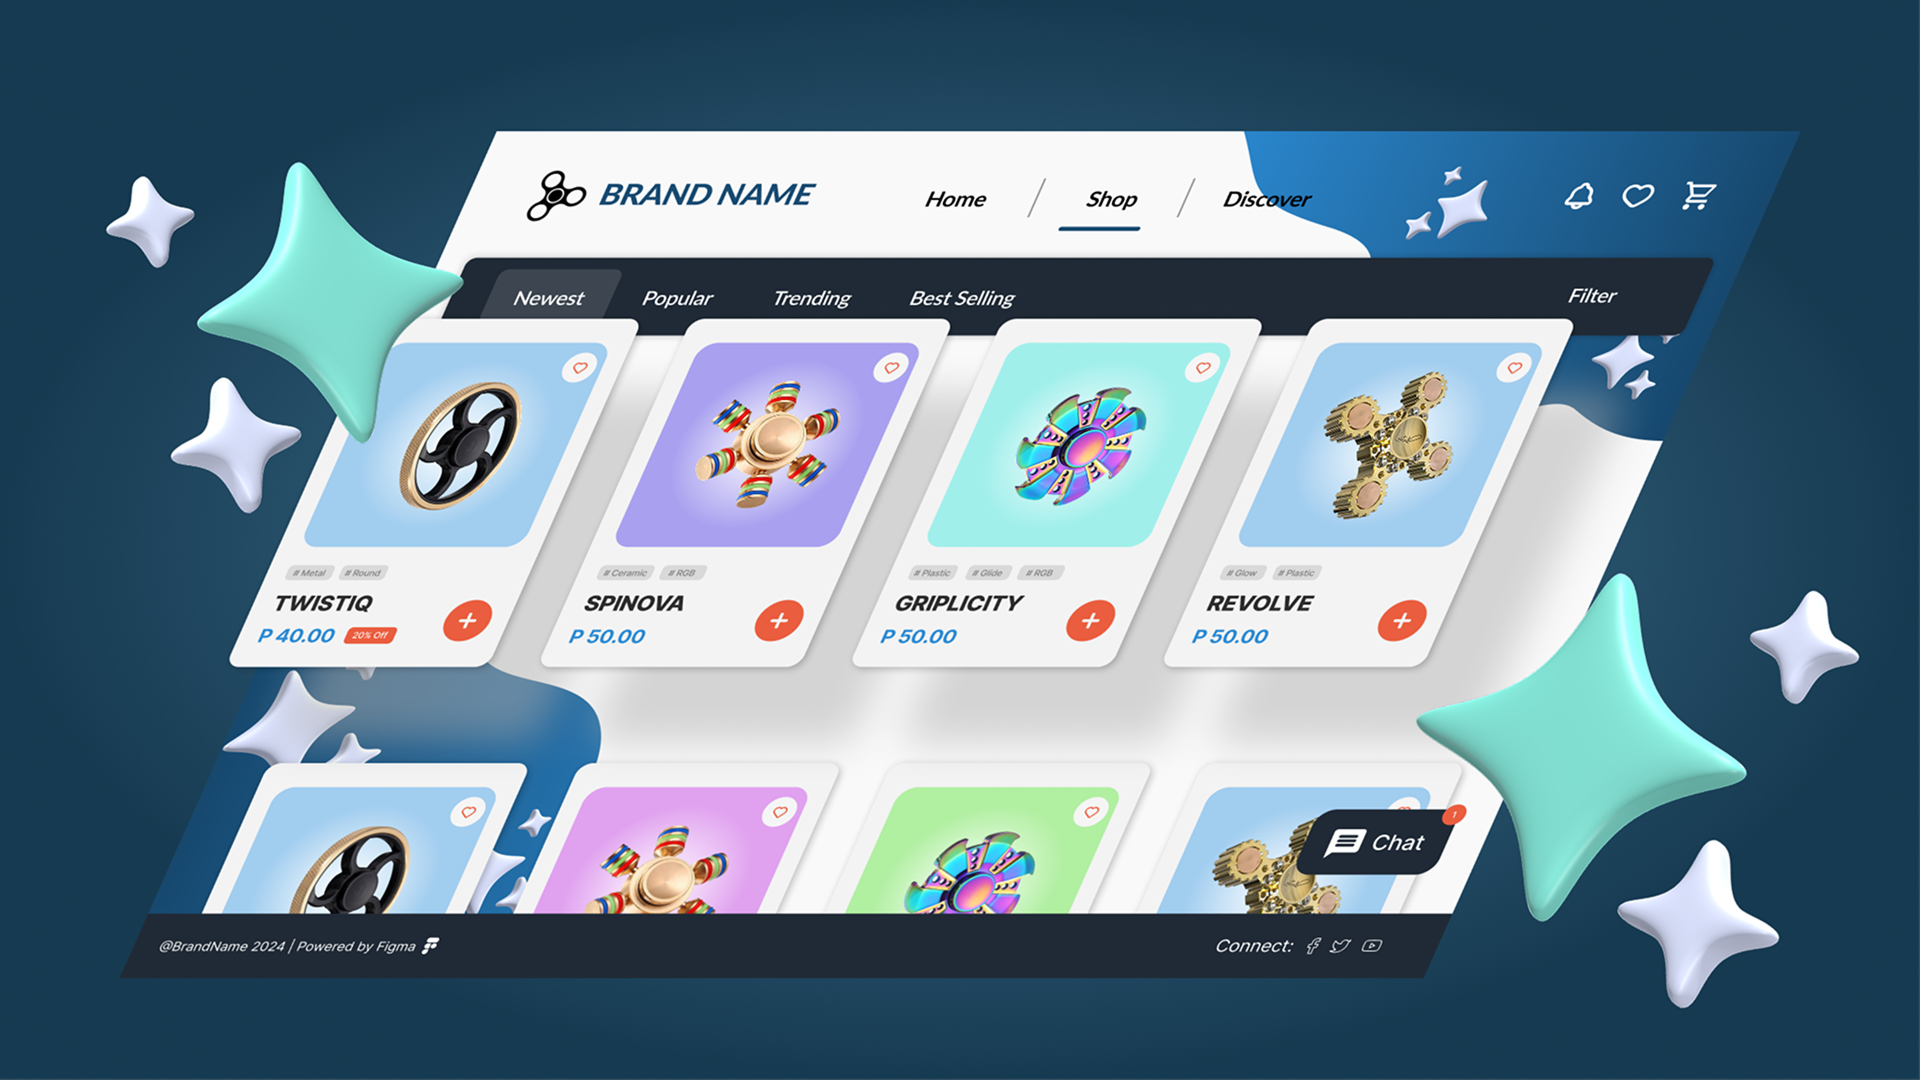 BRAND NAME
Home / Shop / Discover
Newest Popular Trending Best Selling Filter
# Metal # Round
TWISTIQ
P 40.00 20% Off
# Ceramic # RGB
SPINOVA
P 50.00
# Plastic # Glide # RGB
GRIPLICITY
P 50.00
# Glow # Plastic
REVOLVE
P 50.00
Chat
1
@BrandName 2024 | Powered by Figma
Connect: